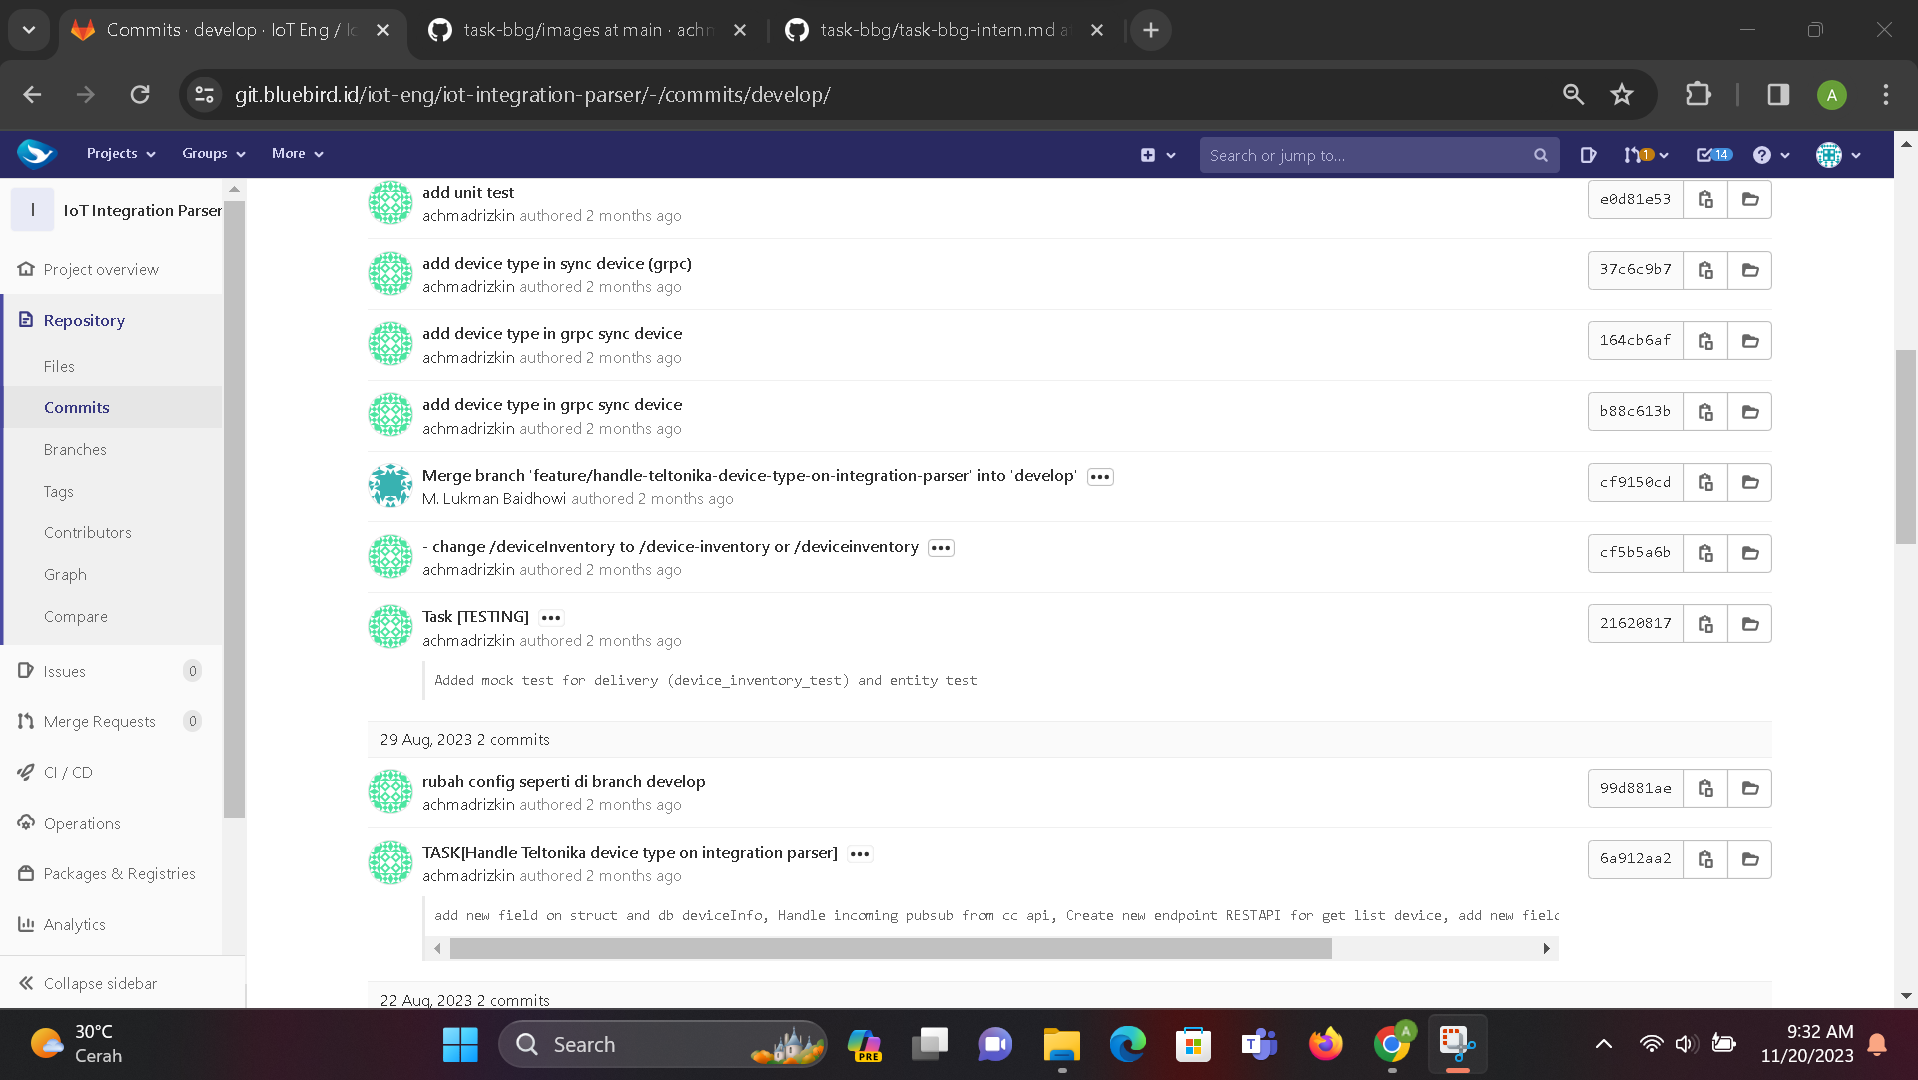 Commits · develop · IoT Eng / Io
task-bbg/images at main · achm
task-bbg/task-bbg-intern.md a
git.bluebird.id/iot-eng/iot-integration-parser/-/commits/develop/
A
Projects
Groups
More
Search or jump to...
1
14
I
IoT Integration Parser
Project overview
Repository
Files
Commits
Branches
Tags
Contributors
Graph
Compare
Issues
0
Merge Requests
0
CI / CD
Operations
Packages & Registries
Analytics
Collapse sidebar
add unit test
achmadrizkin authored 2 months ago
e0d81e53
add device type in sync device (grpc)
achmadrizkin authored 2 months ago
37c6c9b7
add device type in grpc sync device
achmadrizkin authored 2 months ago
164cb6af
add device type in grpc sync device
achmadrizkin authored 2 months ago
b88c613b
Merge branch 'feature/handle-teltonika-device-type-on-integration-parser' into 'develop'
M. Lukman Baidhowi authored 2 months ago
cf9150cd
- change /deviceInventory to /device-inventory or /deviceinventory
achmadrizkin authored 2 months ago
cf5b5a6b
Task [TESTING]
achmadrizkin authored 2 months ago
21620817
Added mock test for delivery (device_inventory_test) and entity test
29 Aug, 2023 2 commits
rubah config seperti di branch develop
achmadrizkin authored 2 months ago
99d881ae
TASK[Handle Teltonika device type on integration parser]
achmadrizkin authored 2 months ago
6a912aa2
add new field on struct and db deviceInfo, Handle incoming pubsub from cc api, Create new endpoint RESTAPI for get list device, add new field
22 Aug, 2023 2 commits
30°C
Cerah
Search
PRE
T
A
9:32 AM
11/20/2023